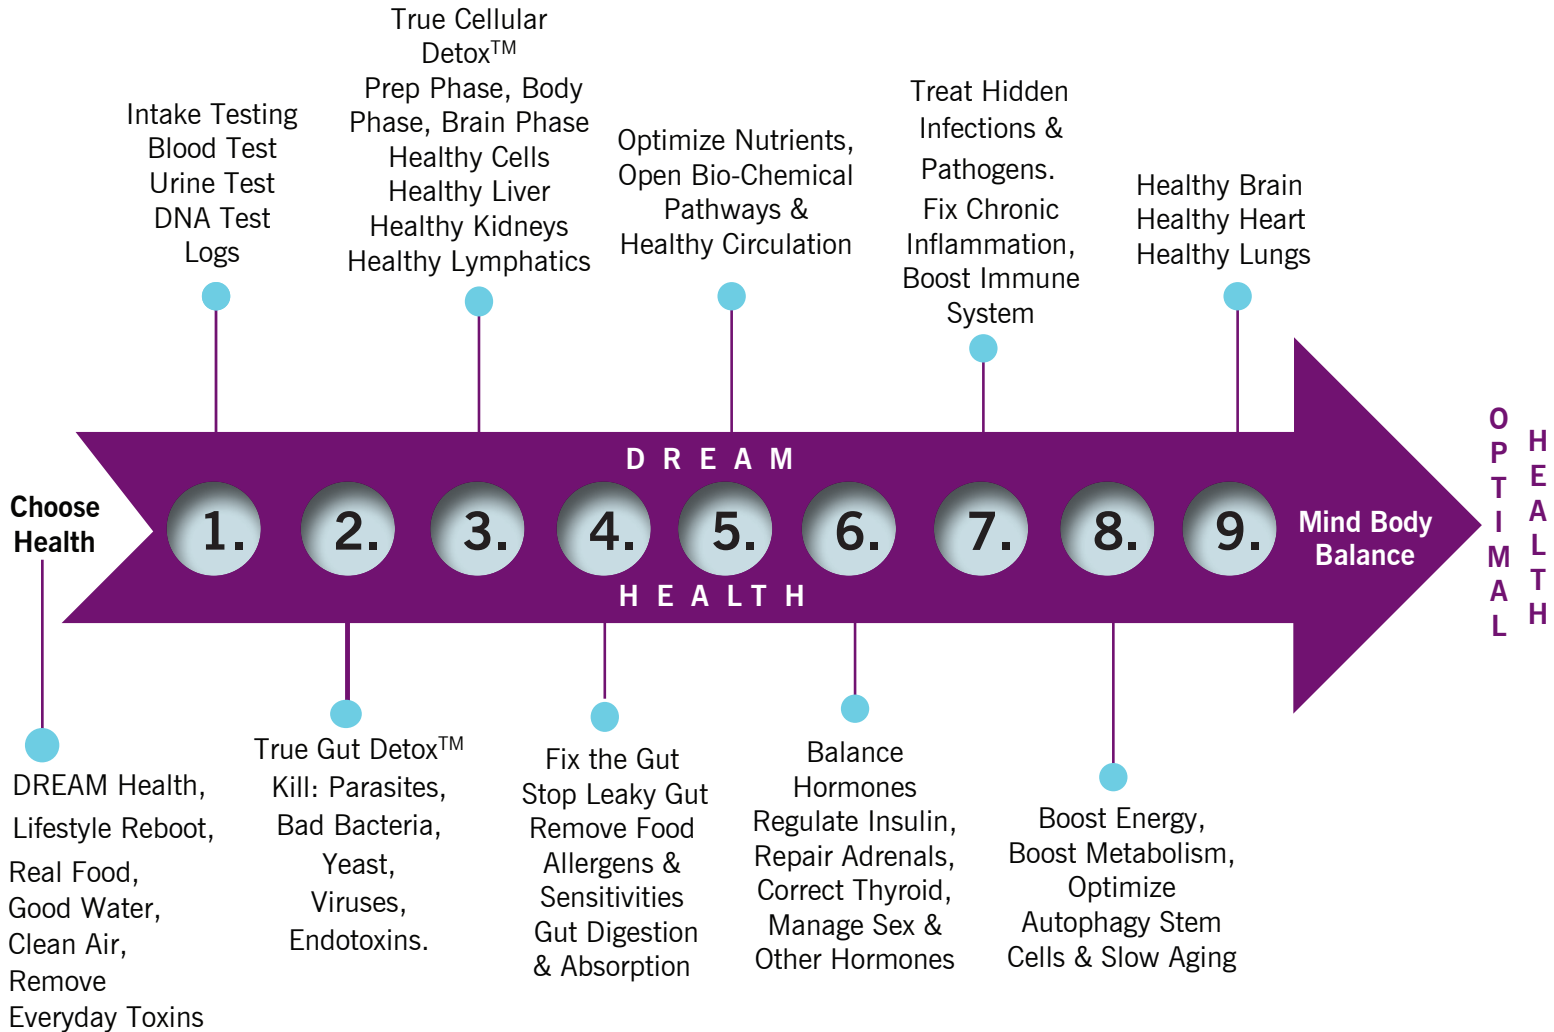 True Cellular
Detox™
Prep Phase, Body
Phase, Brain Phase
Healthy Cells
Healthy Liver
Healthy Kidneys
Healthy Lymphatics
Intake Testing
Blood Test
Urine Test
DNA Test
Logs
Optimize Nutrients,
Open Bio-Chemical
Pathways &
Healthy Circulation
Treat Hidden
Infections &
Pathogens.
Fix Chronic
Inflammation,
Boost Immune
System
Healthy Brain
Healthy Heart
Healthy Lungs
Choose
Health
DREAM
1. 2. 3. 4. 5. 6. 7. 8. 9.
HEALTH
Mind Body
Balance
OPTIMAL
HEALTH
DREAM Health,
Lifestyle Reboot,
Real Food,
Good Water,
Clean Air,
Remove
Everyday Toxins
True Gut Detox™
Kill: Parasites,
Bad Bacteria,
Yeast,
Viruses,
Endotoxins.
Fix the Gut
Stop Leaky Gut
Remove Food
Allergens &
Sensitivities
Gut Digestion
& Absorption
Balance
Hormones
Regulate Insulin,
Repair Adrenals,
Correct Thyroid,
Manage Sex &
Other Hormones
Boost Energy,
Boost Metabolism,
Optimize
Autophagy Stem
Cells & Slow Aging